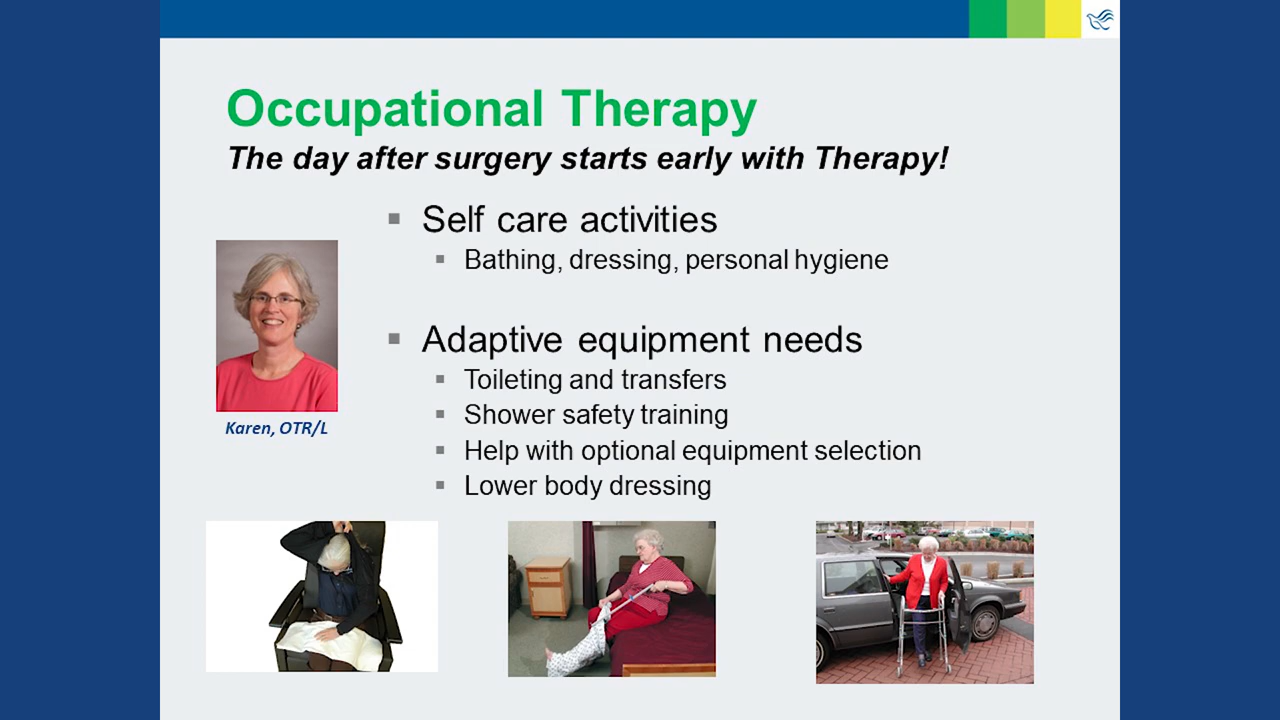 Occupational Therapy
The day after surgery starts early with Therapy!
Self care activities
Bathing, dressing, personal hygiene
Karen, OTR/L
Adaptive equipment needs
Toileting and transfers
Shower safety training
Help with optional equipment selection
Lower body dressing